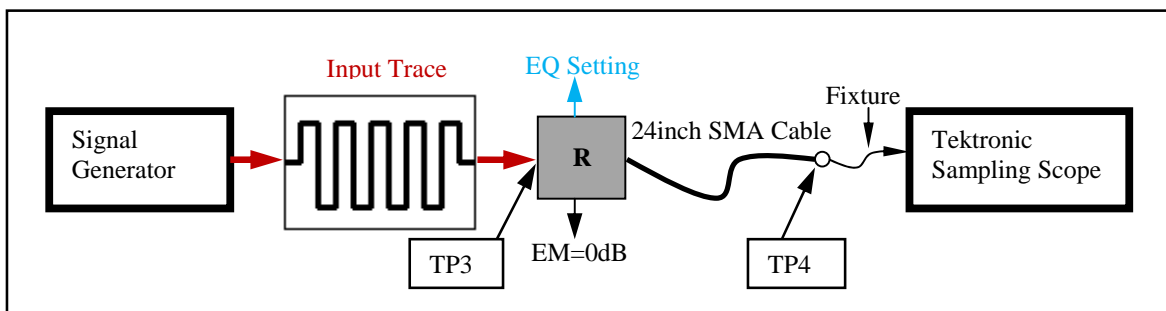 Input Trace
EQ Setting
Fixture
Signal
Generator
R
24inch SMA Cable
Tektronic
Sampling Scope
TP3
EM=0dB
TP4